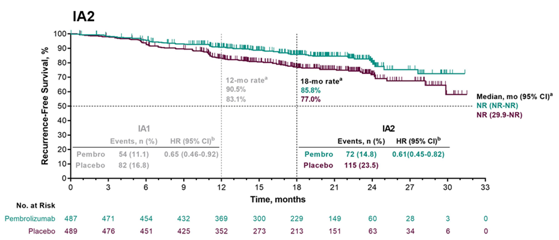 IA2
Recurrence-Free Survival, %
100
90
80
70
60
50
40
30
20
10
0
12-mo rateª
90.5%
83.1%
18-mo rateª
85.8%
77.0%
Median, mo (95% CI)ª
NR (NR-NR)
NR (29.9-NR)
IA1
Events, n (%) HR (95% CI)ᵇ
Pembro 54 (11.1) 0.65 (0.46-0.92)
Placebo 82 (16.8)
IA2
Events, n (%) HR (95% CI)ᵇ
Pembro 72 (14.8) 0.61(0.45-0.82)
Placebo 115 (23.5)
0 3 6 9 12 15 18 21 24 27 30 33
Time, months
No. at Risk
Pembrolizumab 487 471 454 432 369 300 229 149 60 28 3 0
Placebo 489 476 451 425 352 273 213 151 63 34 6 0